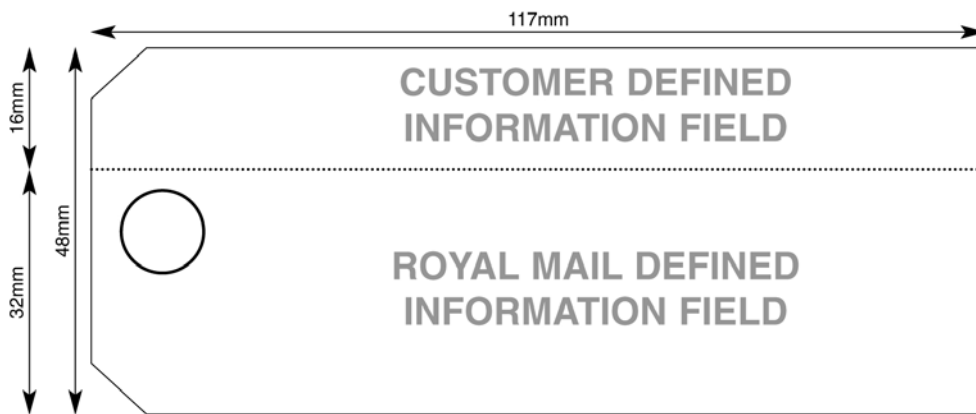 117mm
16mm
CUSTOMER DEFINED
INFORMATION FIELD
48mm
32mm
ROYAL MAIL DEFINED
INFORMATION FIELD